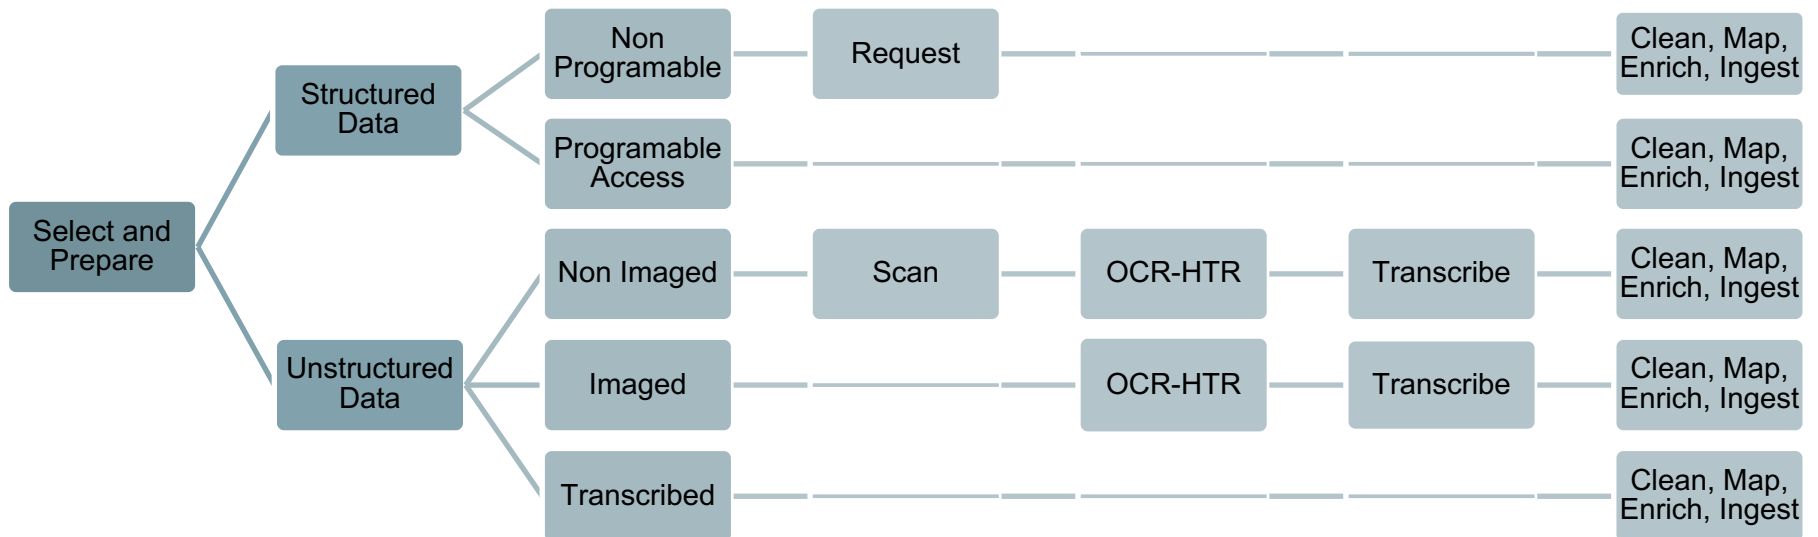 Select and
Prepare
Structured
Data
Unstructured
Data
Non
Programable
Request
Clean, Map,
Enrich, Ingest
Programable
Access
Clean, Map,
Enrich, Ingest
Non Imaged
Scan
OCR-HTR
Transcribe
Clean, Map,
Enrich, Ingest
Imaged
OCR-HTR
Transcribe
Clean, Map,
Enrich, Ingest
Transcribed
Clean, Map,
Enrich, Ingest